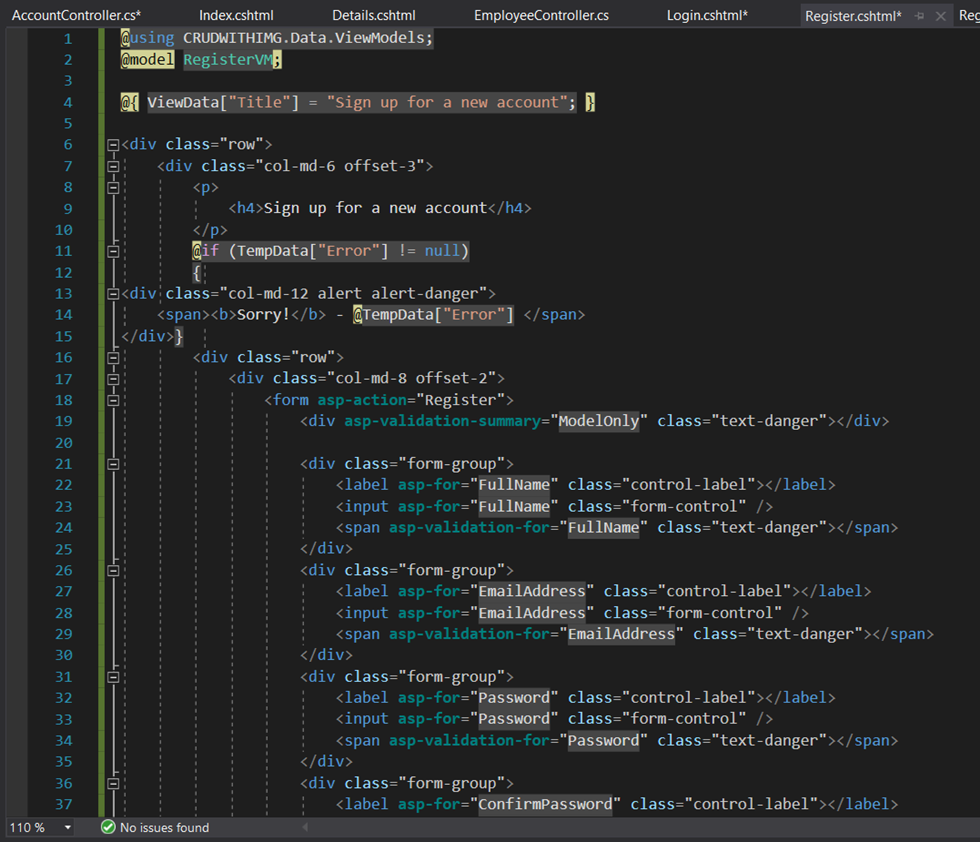 AccountController.cs* Index.cshtml Details.cshtml EmployeeController.cs Login.cshtml* Register.cshtml* Reg
1 @using CRUDWITHIMG.Data.ViewModels;
2 @model RegisterVM;
3
4 @{ ViewData["Title"] = "Sign up for a new account"; }
5
6 <div class="row">
7 <div class="col-md-6 offset-3">
8 <p>
9 <h4>Sign up for a new account</h4>
10 </p>
11 @if (TempData["Error"] != null)
12 {
13 <div class="col-md-12 alert alert-danger">
14 <span><b>Sorry!</b> - @TempData["Error"] </span>
15 </div>}
16 <div class="row">
17 <div class="col-md-8 offset-2">
18 <form asp-action="Register">
19 <div asp-validation-summary="ModelOnly" class="text-danger"></div>
20
21 <div class="form-group">
22 <label asp-for="FullName" class="control-label"></label>
23 <input asp-for="FullName" class="form-control" />
24 <span asp-validation-for="FullName" class="text-danger"></span>
25 </div>
26 <div class="form-group">
27 <label asp-for="EmailAddress" class="control-label"></label>
28 <input asp-for="EmailAddress" class="form-control" />
29 <span asp-validation-for="EmailAddress" class="text-danger"></span>
30 </div>
31 <div class="form-group">
32 <label asp-for="Password" class="control-label"></label>
33 <input asp-for="Password" class="form-control" />
34 <span asp-validation-for="Password" class="text-danger"></span>
35 </div>
36 <div class="form-group">
37 <label asp-for="ConfirmPassword" class="control-label"></label>
110 % No issues found